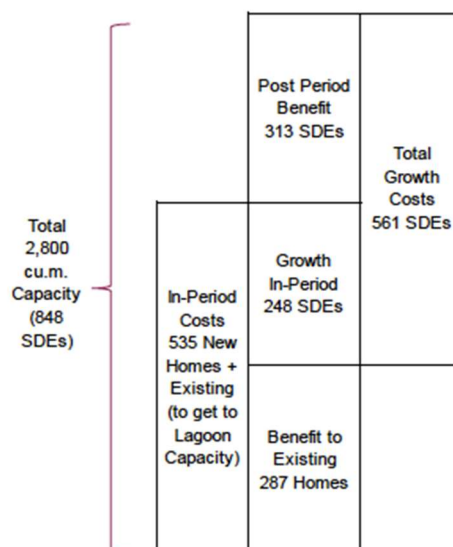 Total
2,800
cu.m.
Capacity
(848
SDEs)
In-Period
Costs
535 New
Homes +
Existing
(to get to
Lagoon
Capacity)
Post Period
Benefit
313 SDEs
Growth
In-Period
248 SDEs
Benefit to
Existing
287 Homes
Total
Growth
Costs
561 SDEs